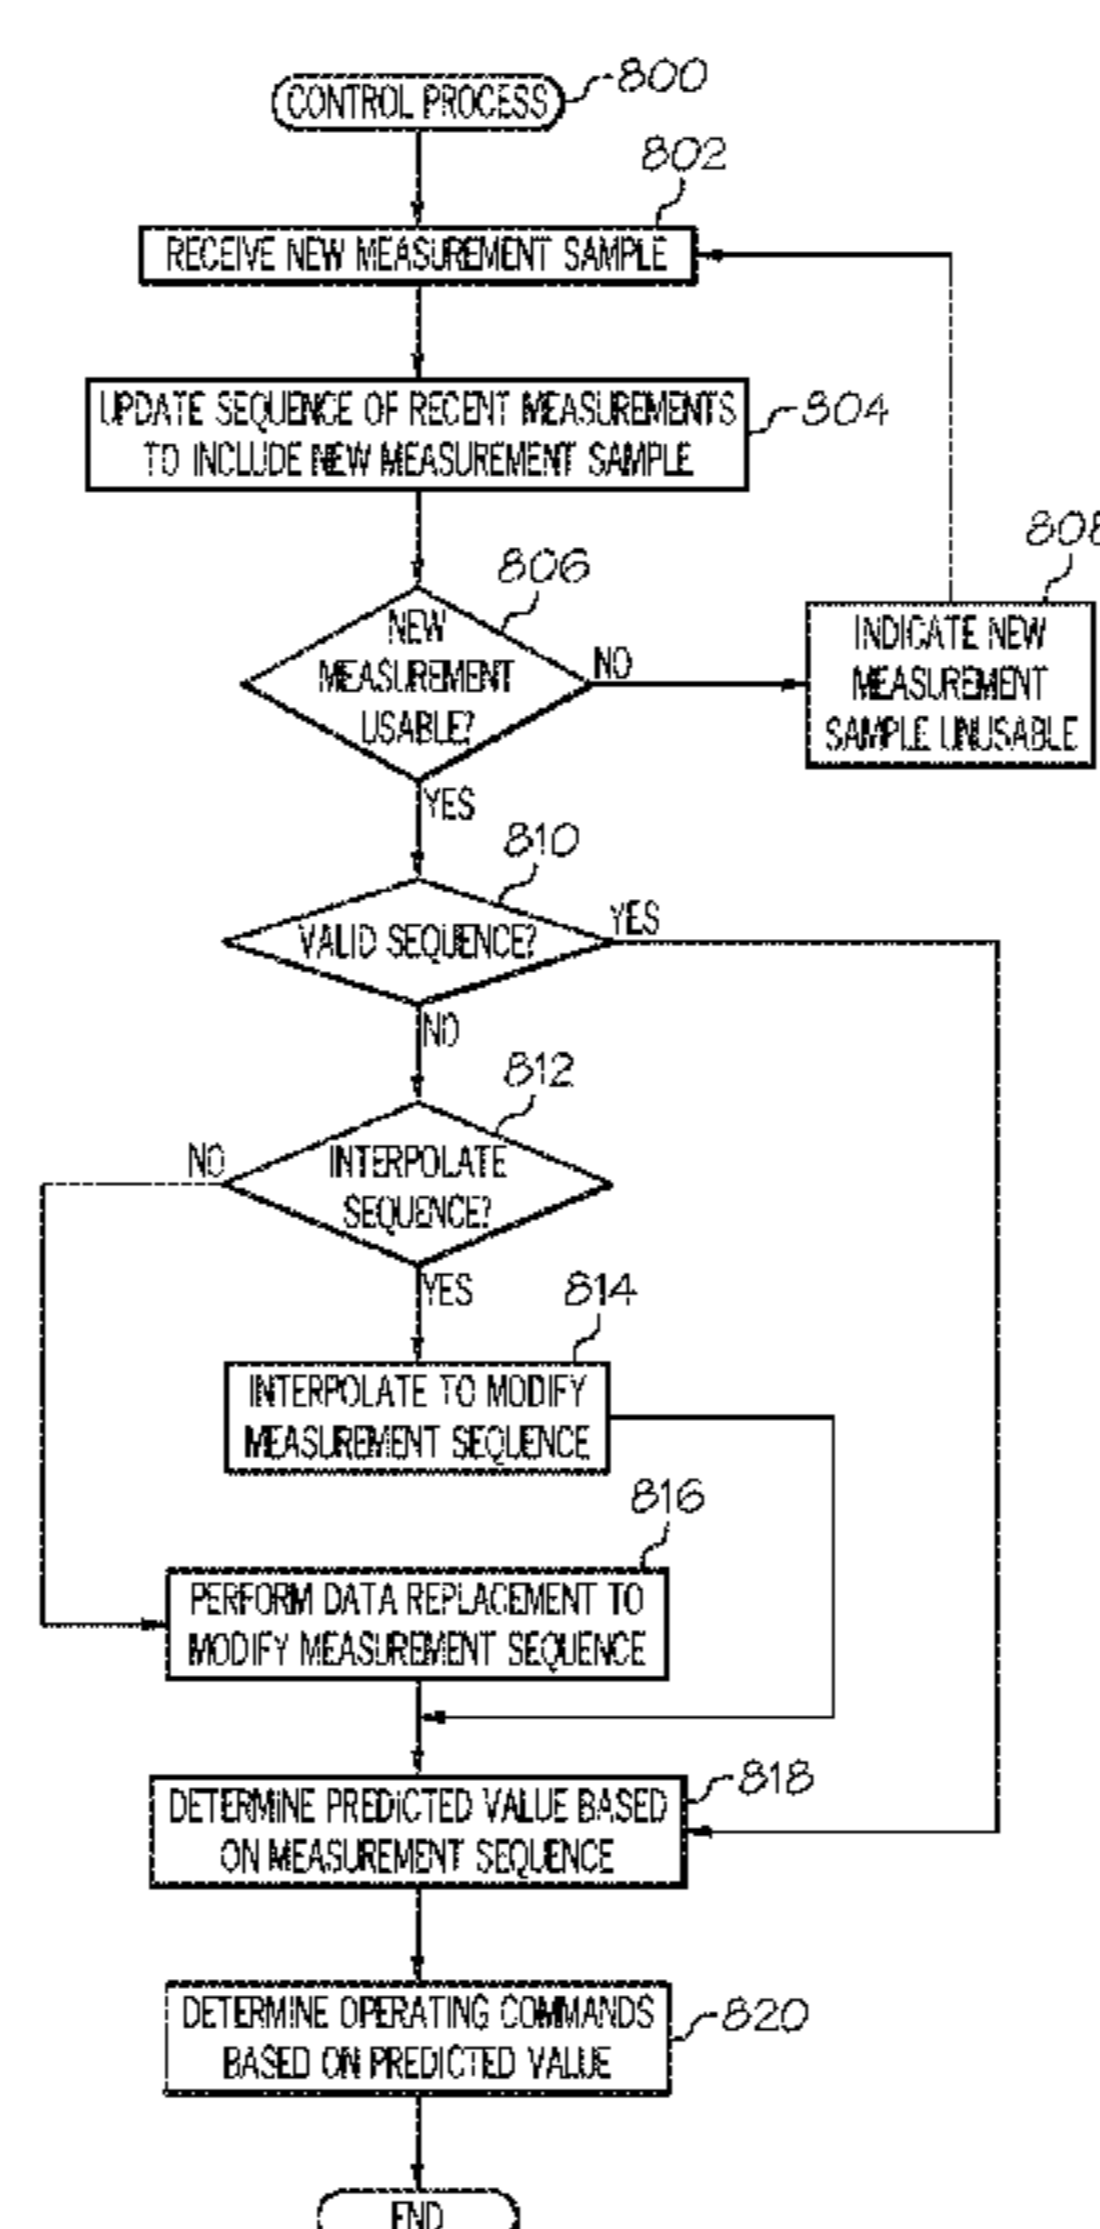 CONTROL PROCESS
800
802
RECEIVE NEW MEASUREMENT SAMPLE
UPDATE SEQUENCE OF RECENT MEASUREMENTS
TO INCLUDE NEW MEASUREMENT SAMPLE
804
806
NEW
MEASUREMENT
USABLE?
NO
808
INDICATE NEW
MEASUREMENT
SAMPLE UNUSABLE
YES
810
VALID SEQUENCE?
YES
NO
812
INTERPOLATE
SEQUENCE?
NO
YES
814
INTERPOLATE TO MODIFY
MEASUREMENT SEQUENCE
816
PERFORM DATA REPLACEMENT TO
MODIFY MEASUREMENT SEQUENCE
DETERMINE PREDICTED VALUE BASED
ON MEASUREMENT SEQUENCE
818
DETERMINE OPERATING COMMANDS
BASED ON PREDICTED VALUE
820
END